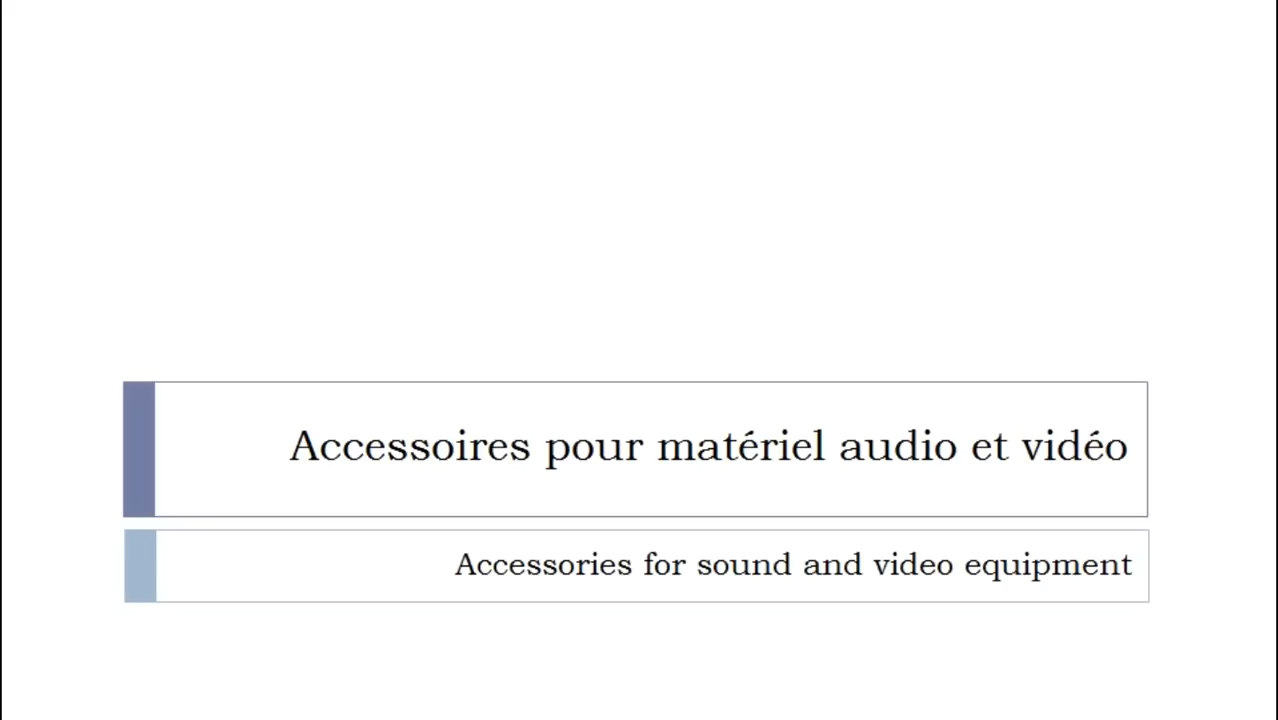 Accessoires pour matériel audio et vidéo
Accessories for sound and video equipment